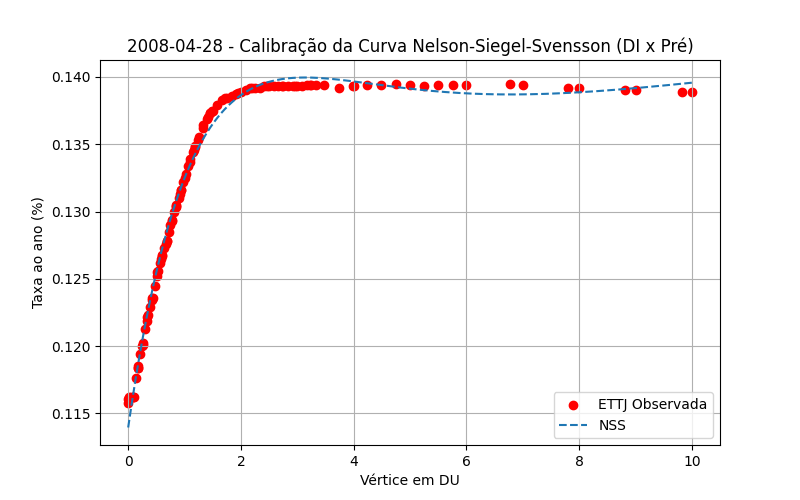 2008-04-28 - Calibração da Curva Nelson-Siegel-Svensson (DI x Pré)
Taxa ao ano (%)
0.140
0.135
0.130
0.125
0.120
0.115
ETTJ Observada
NSS
0 2 4 6 8 10
Vértice em DU